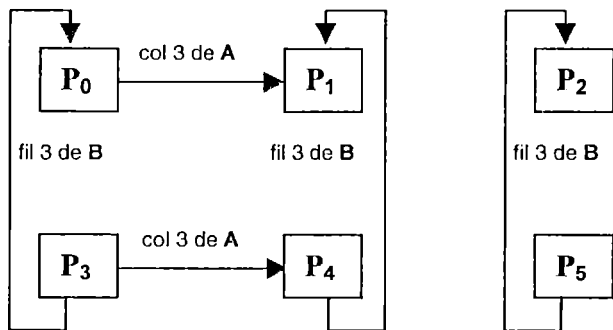 col 3 de A
P0 P1 P2
fil 3 de B fil 3 de B fil 3 de B
col 3 de A
P3 P4 P5